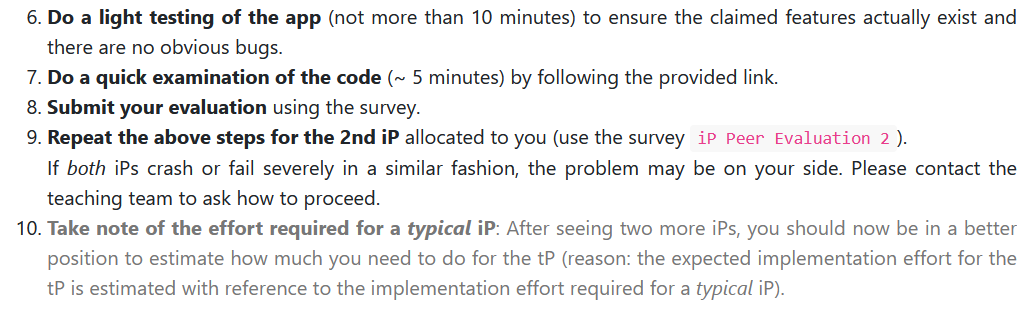 6. Do a light testing of the app (not more than 10 minutes) to ensure the claimed features actually exist and
there are no obvious bugs.
7. Do a quick examination of the code (~ 5 minutes) by following the provided link.
8. Submit your evaluation using the survey.
9. Repeat the above steps for the 2nd iP allocated to you (use the survey iP Peer Evaluation 2).
If both iPs crash or fail severely in a similar fashion, the problem may be on your side. Please contact the
teaching team to ask how to proceed.
10. Take note of the effort required for a typical iP: After seeing two more iPs, you should now be in a better
position to estimate how much you need to do for the tP (reason: the expected implementation effort for the
tP is estimated with reference to the implementation effort required for a typical iP).